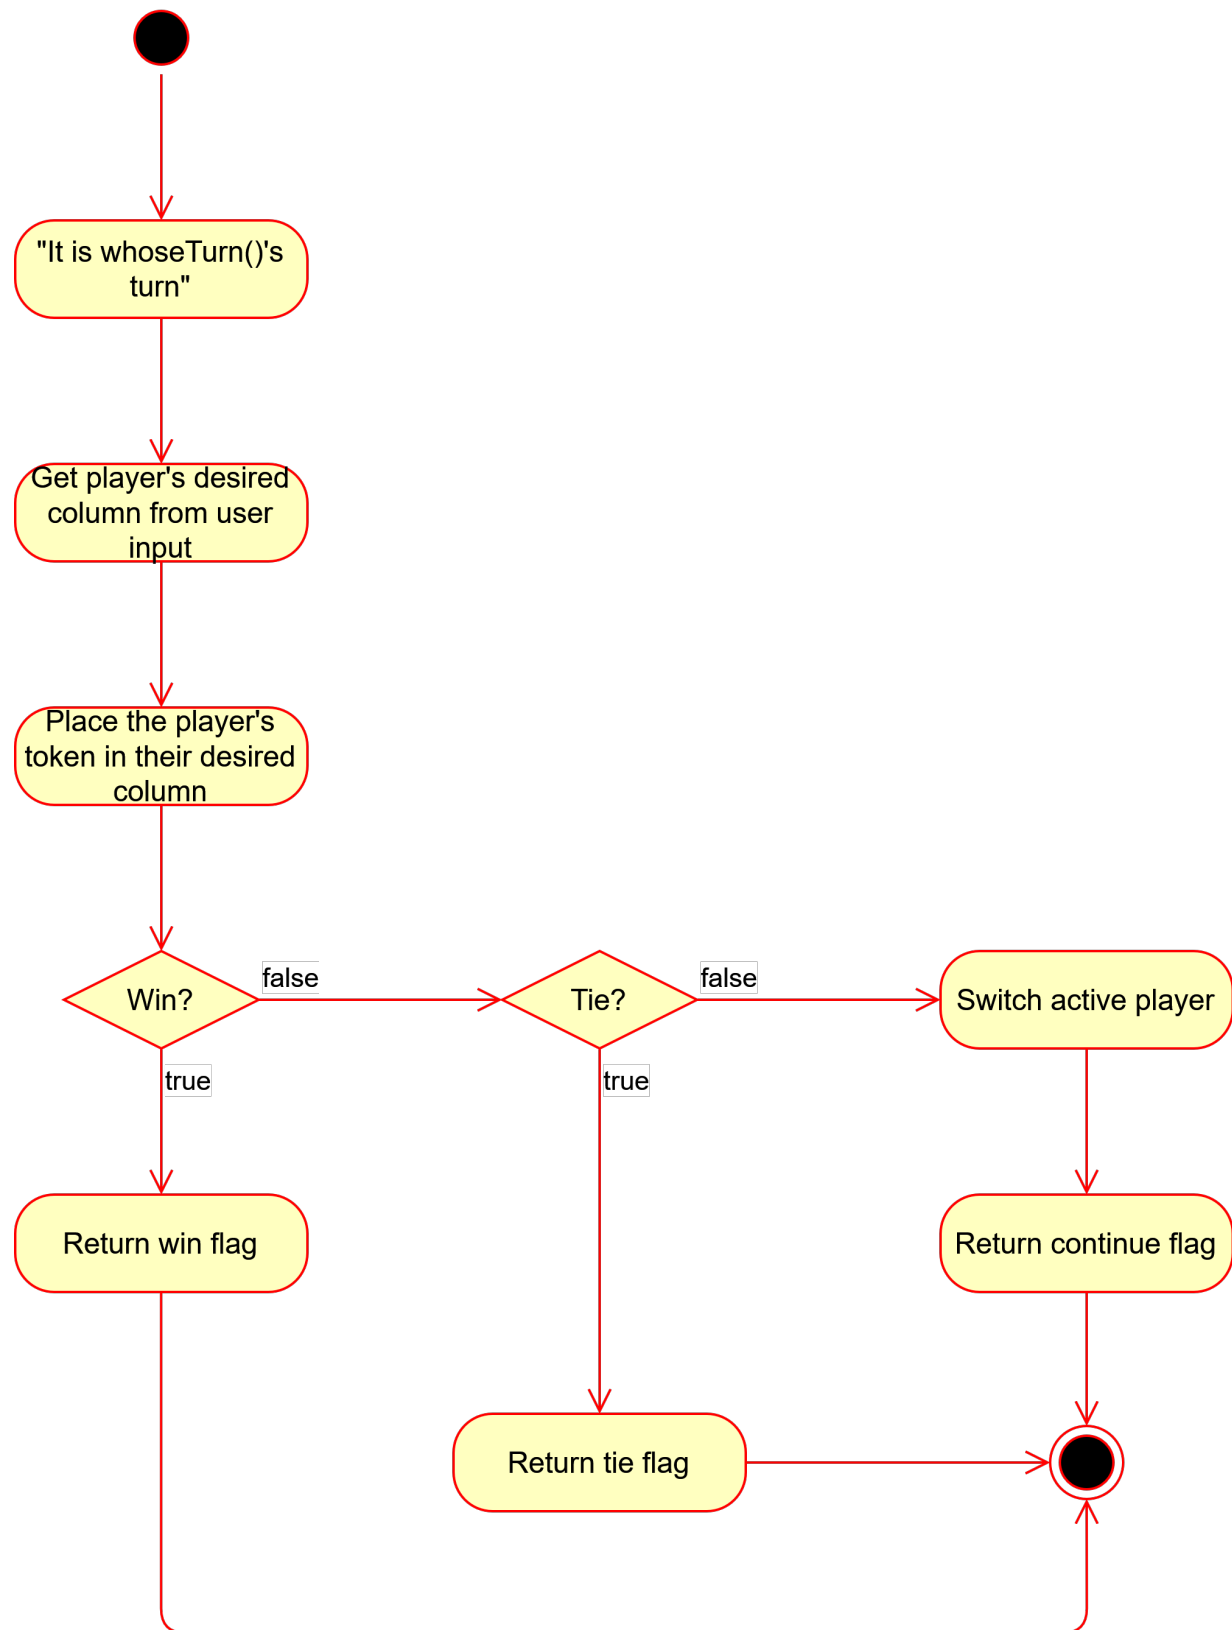 "It is whoseTurn()'s
turn"
Get player's desired
column from user
input
Place the player's
token in their desired
column
Win?
false
Tie?
false
Switch active player
true
true
Return win flag
Return continue flag
Return tie flag